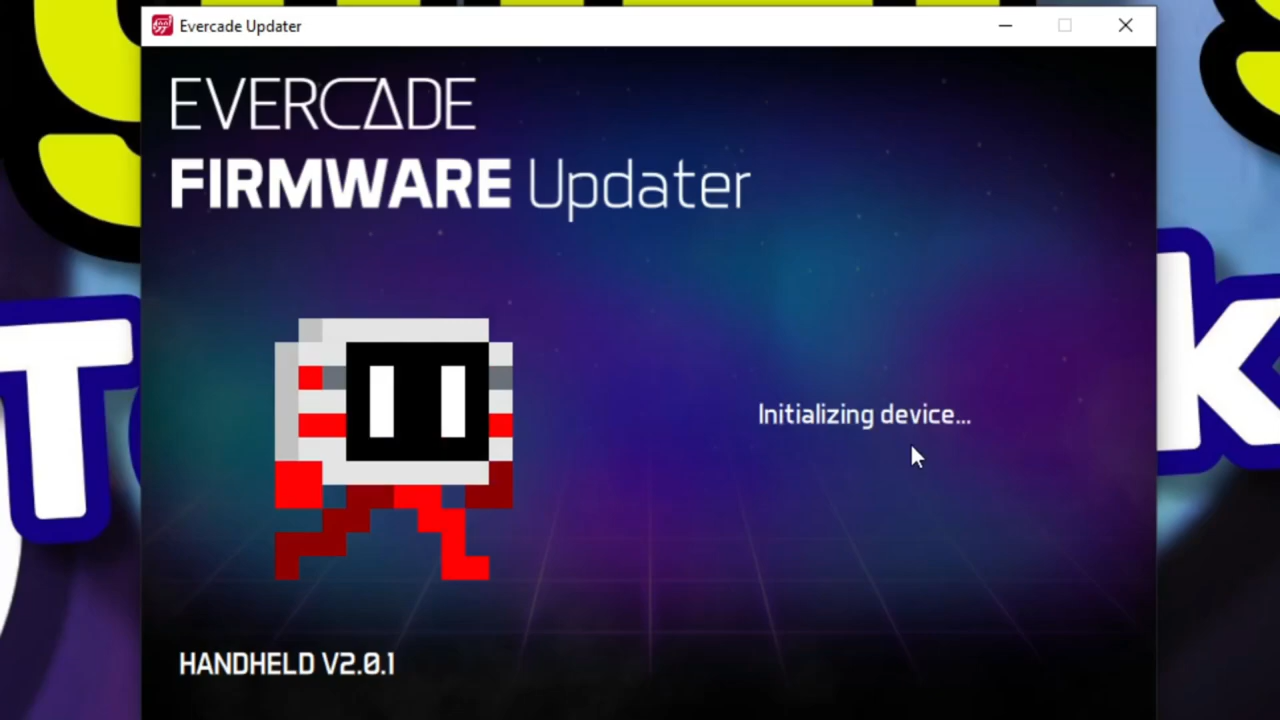 Evercade Updater
EVERCADE
FIRMWARE Updater
T
k
Initializing device...
HANDHELD V2.0.1